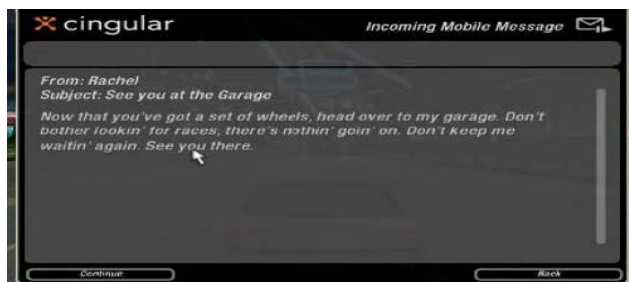 cingular
Incoming Mobile Message
From: Rachel
Subject: See you at the Garage
Now that you've got a set of wheels, head over to my garage. Don't
bother lookin' for races, there's nothin' goin' on. Don't keep me
waitin' again. See you there.
Continue
Back